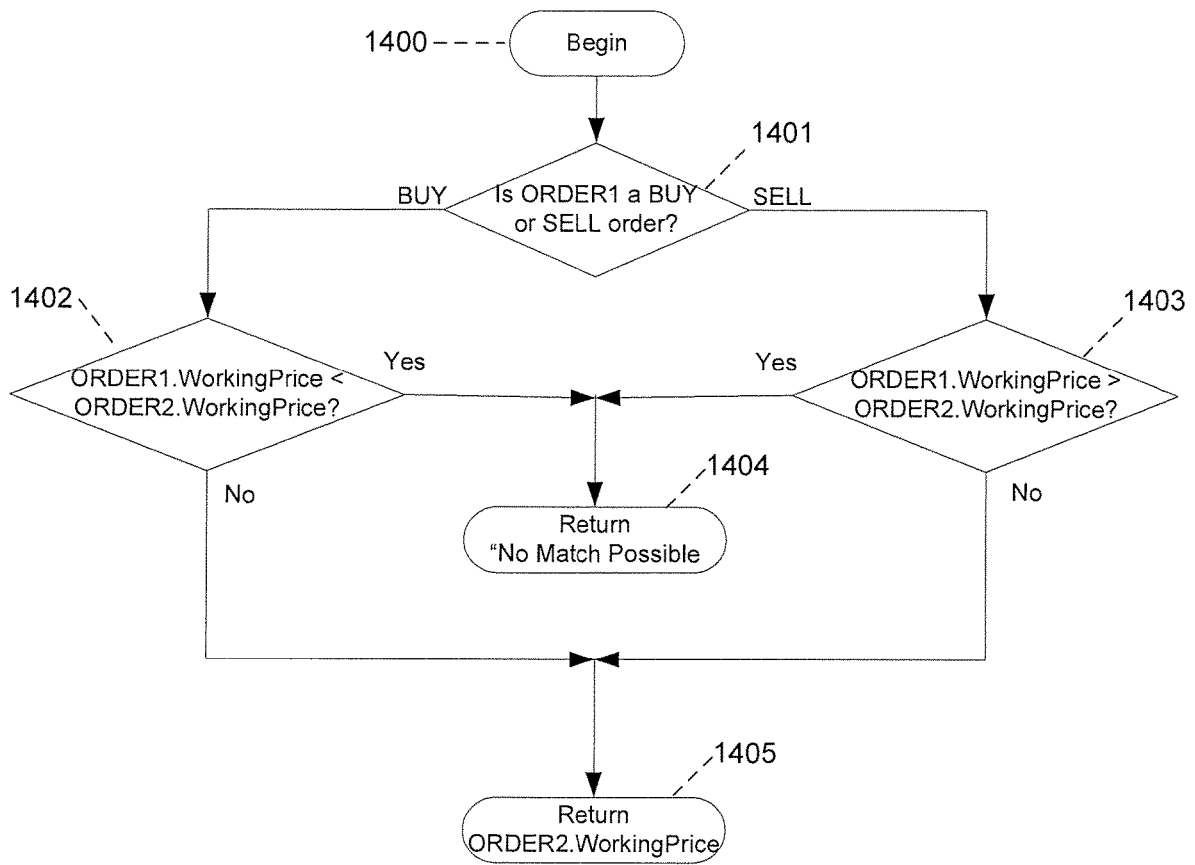 1400
Begin
1401
BUY
Is ORDER1 a BUY
or SELL order?
SELL
1402
1403
Yes
Yes
ORDER1.WorkingPrice <
ORDER2.WorkingPrice?
ORDER1.WorkingPrice >
ORDER2.WorkingPrice?
No
1404
No
Return
“No Match Possible
1405
Return
ORDER2.WorkingPrice